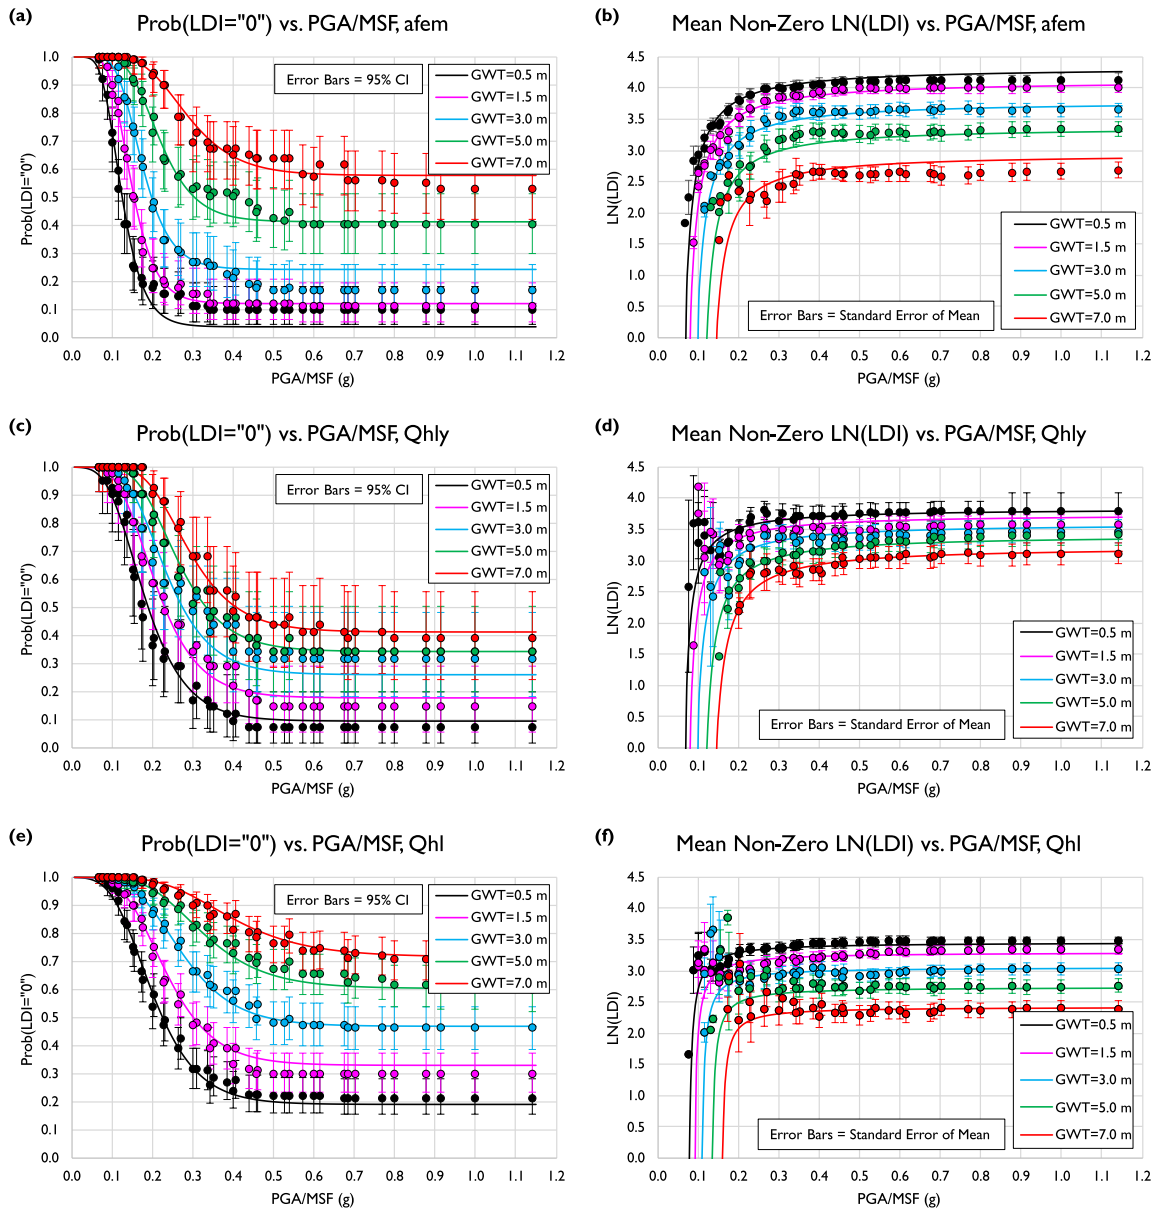 (a)
Prob(LDI="0") vs. PGA/MSF, afem
Prob(LDI="0")
1.0
0.9
0.8
0.7
0.6
0.5
0.4
0.3
0.2
0.1
0.0
Error Bars = 95% CI
GWT=0.5 m
GWT=1.5 m
GWT=3.0 m
GWT=5.0 m
GWT=7.0 m
0.0 0.1 0.2 0.3 0.4 0.5 0.6 0.7 0.8 0.9 1.0 1.1 1.2
PGA/MSF (g)
(b)
Mean Non-Zero LN(LDI) vs. PGA/MSF, afem
LN(LDI)
4.5
4.0
3.5
3.0
2.5
2.0
1.5
1.0
0.5
0.0
GWT=0.5 m
GWT=1.5 m
GWT=3.0 m
GWT=5.0 m
GWT=7.0 m
Error Bars = Standard Error of Mean
0.0 0.1 0.2 0.3 0.4 0.5 0.6 0.7 0.8 0.9 1.0 1.1 1.2
PGA/MSF (g)
(c)
Prob(LDI="0") vs. PGA/MSF, Qhly
Prob(LDI="0")
1.0
0.9
0.8
0.7
0.6
0.5
0.4
0.3
0.2
0.1
0.0
Error Bars = 95% CI
GWT=0.5 m
GWT=1.5 m
GWT=3.0 m
GWT=5.0 m
GWT=7.0 m
0.0 0.1 0.2 0.3 0.4 0.5 0.6 0.7 0.8 0.9 1.0 1.1 1.2
PGA/MSF (g)
(d)
Mean Non-Zero LN(LDI) vs. PGA/MSF, Qhly
LN(LDI)
4.5
4.0
3.5
3.0
2.5
2.0
1.5
1.0
0.5
0.0
GWT=0.5 m
GWT=1.5 m
GWT=3.0 m
GWT=5.0 m
GWT=7.0 m
Error Bars = Standard Error of Mean
0.0 0.1 0.2 0.3 0.4 0.5 0.6 0.7 0.8 0.9 1.0 1.1 1.2
PGA/MSF (g)
(e)
Prob(LDI="0") vs. PGA/MSF, Qhl
Prob(LDI="0")
1.0
0.9
0.8
0.7
0.6
0.5
0.4
0.3
0.2
0.1
0.0
Error Bars = 95% CI
GWT=0.5 m
GWT=1.5 m
GWT=3.0 m
GWT=5.0 m
GWT=7.0 m
0.0 0.1 0.2 0.3 0.4 0.5 0.6 0.7 0.8 0.9 1.0 1.1 1.2
PGA/MSF (g)
(f)
Mean Non-Zero LN(LDI) vs. PGA/MSF, Qhl
LN(LDI)
4.5
4.0
3.5
3.0
2.5
2.0
1.5
1.0
0.5
0.0
GWT=0.5 m
GWT=1.5 m
GWT=3.0 m
GWT=5.0 m
GWT=7.0 m
Error Bars = Standard Error of Mean
0.0 0.1 0.2 0.3 0.4 0.5 0.6 0.7 0.8 0.9 1.0 1.1 1.2
PGA/MSF (g)